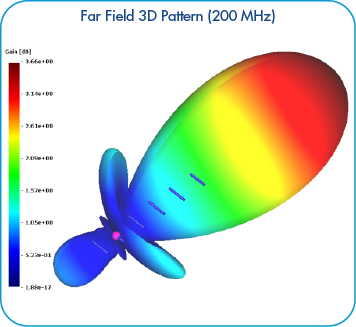 Far Field 3D Pattern (200 MHz)
Gain [dB]
3.66e+00
3.14e+00
2.61e+00
2.09e+00
1.57e+00
1.05e+00
5.23e-01
1.88e-17